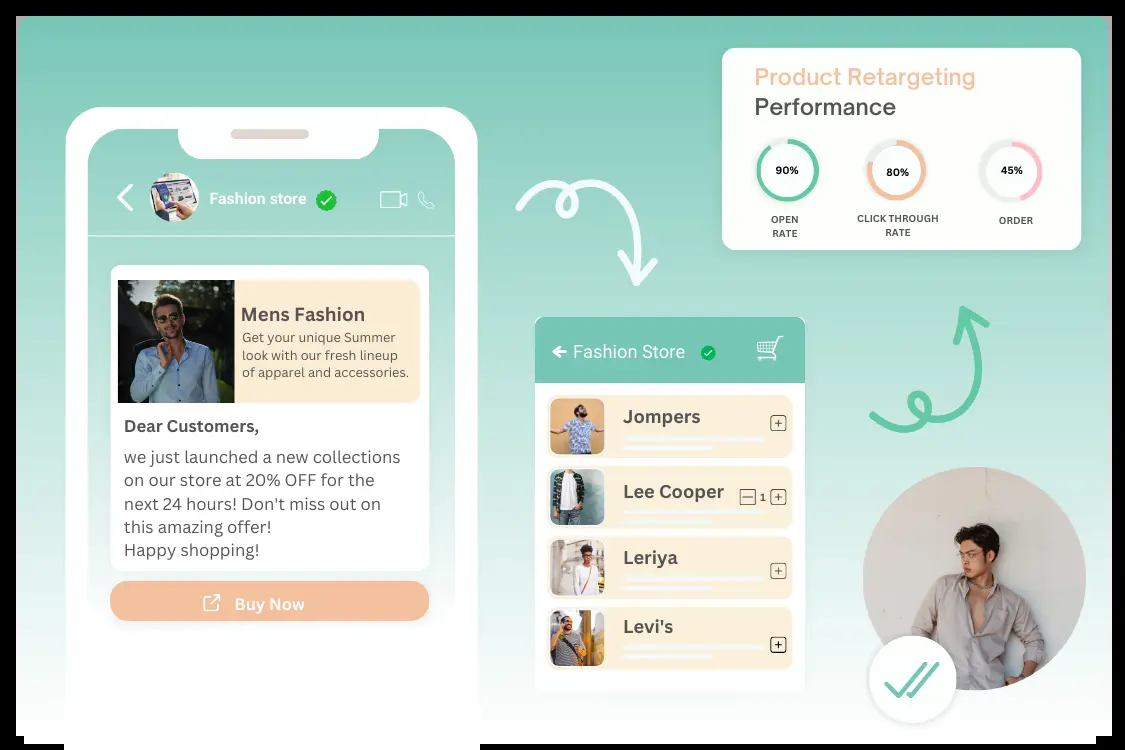 Product Retargeting
Performance
90%
80%
45%
OPEN
RATE
CLICK THROUGH
RATE
ORDER
Fashion store
Mens Fashion
Get your unique Summer
look with our fresh lineup
of apparel and accessories.
Dear Customers,
we just launched a new collections
on our store at 20% OFF for the
next 24 hours! Don't miss out on
this amazing offer!
Happy shopping!
Buy Now
Fashion Store
Jompers
Lee Cooper
1
Leriya
Levi's